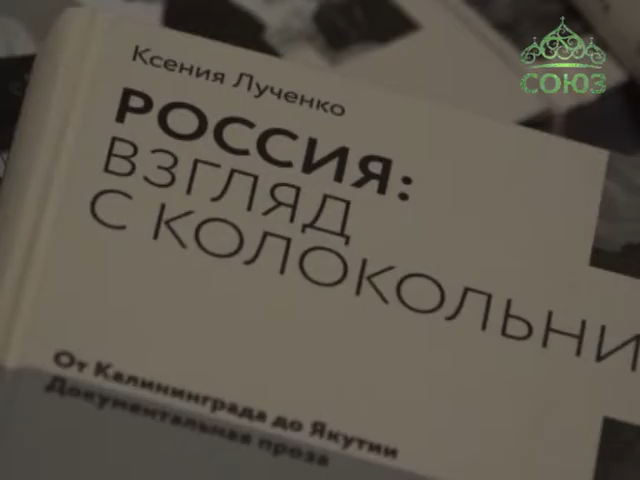 СОЮЗ
Ксения Лученко
РОССИЯ:
ВЗГЛЯД
С КОЛОКОЛЬНИ
От Калининграда до Якутии
Документальная проза